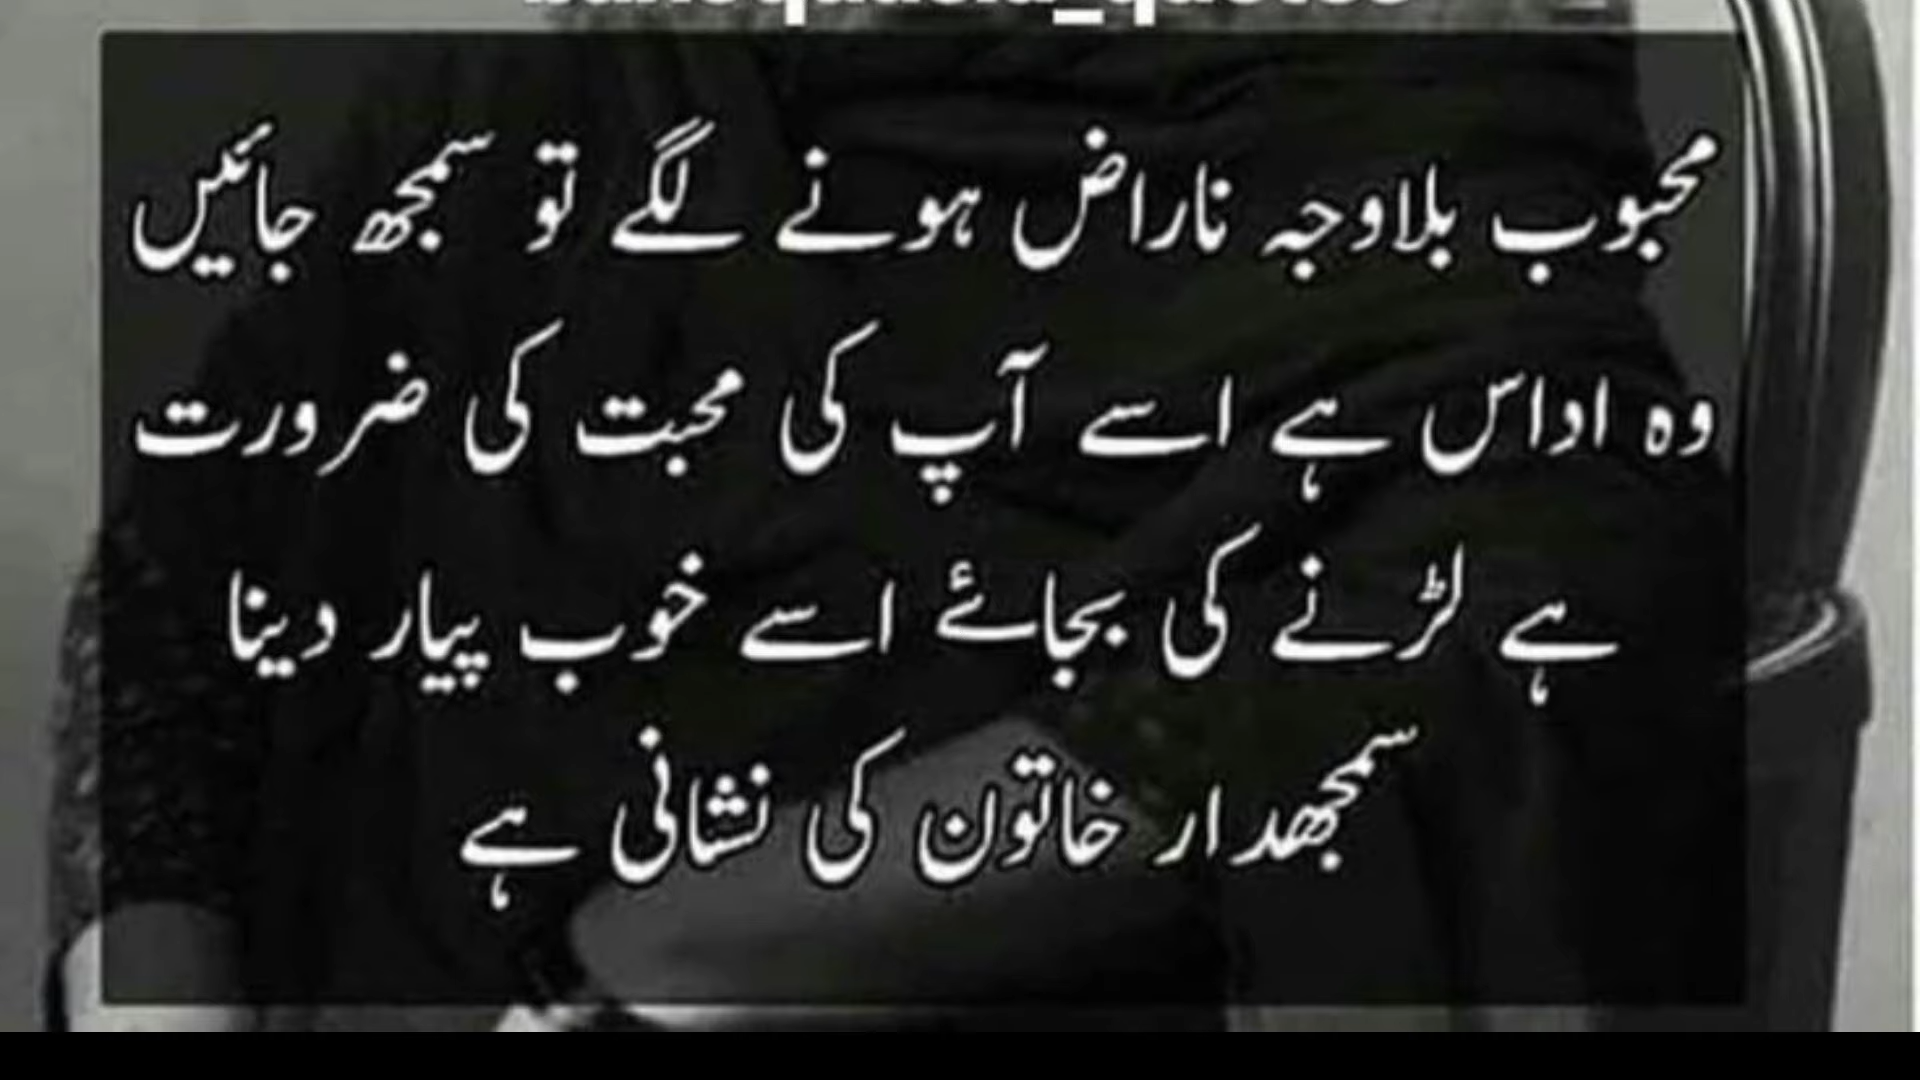 محبوب بلاوجہ ناراض ہونے لگے تو سمجھ جائیں
وہ اداس ہے اسے آپ کی محبت کی ضرورت
ہے لڑنے کی بجائے اسے خوب پیار دینا
سمجھدار خاتون کی نشانی ہے